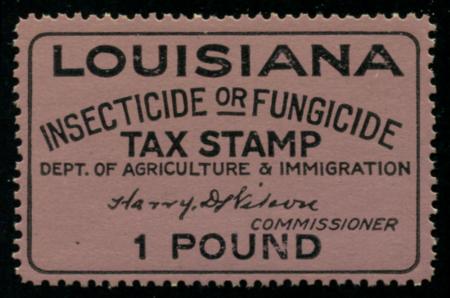 LOUISIANA
INSECTICIDE OR FUNGICIDE
TAX STAMP
DEPT. OF AGRICULTURE & IMMIGRATION
Harry D. Wilson
COMMISSIONER
1 POUND